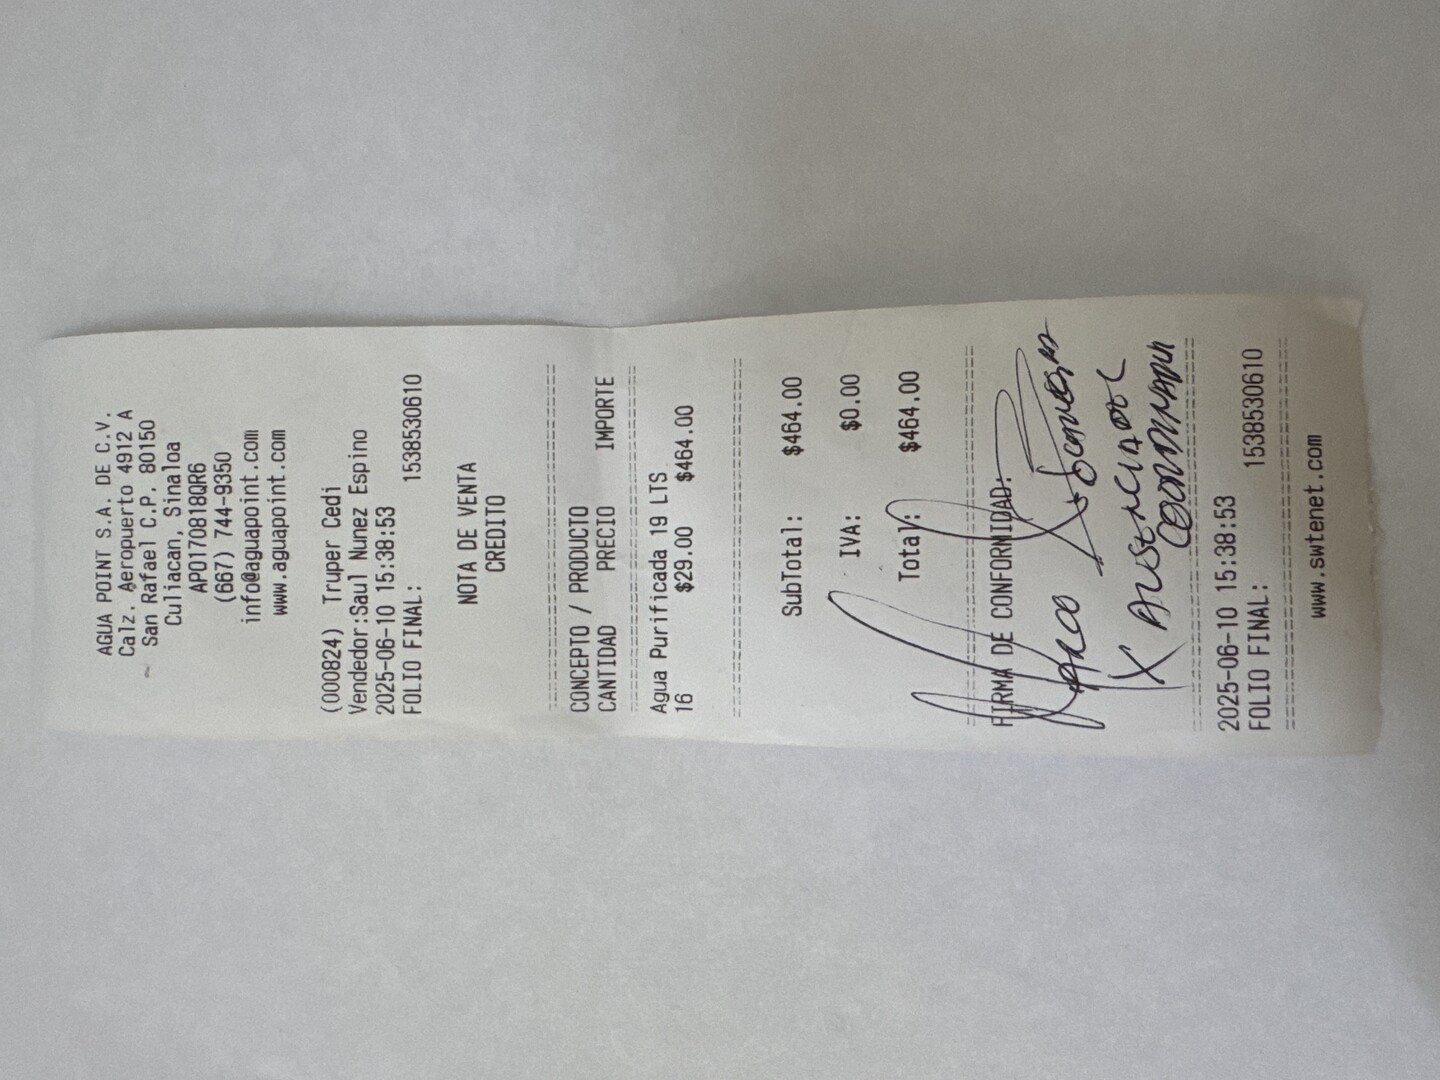 AGUA POINT S.A. DE C.V.
Calz. Aeropuerto 4912 A
San Rafael C.P. 80150
Culiacan, Sinaloa
APO170818QR6
(667) 744-9350
info@aguapoint.com
www.aguapoint.com
(000824) Truper Cedi
Vendedor:Saul Nunez Espino
2025-06-10 15:38:53
FOLIO FINAL: 1538530610
NOTA DE VENTA
CREDITO
CONCEPTO / PRODUCTO
CANTIDAD PRECIO IMPORTE
Agua Purificada 19 LTS
16 $29.00 $464.00
SubTotal: $464.00
IVA: $0.00
Total: $464.00
FIRMA DE CONFORMIDAD:
X AUSENCIA DEL
2025-06-10 15:38:53
FOLIO FINAL: 1538530610
www.swtenet.com